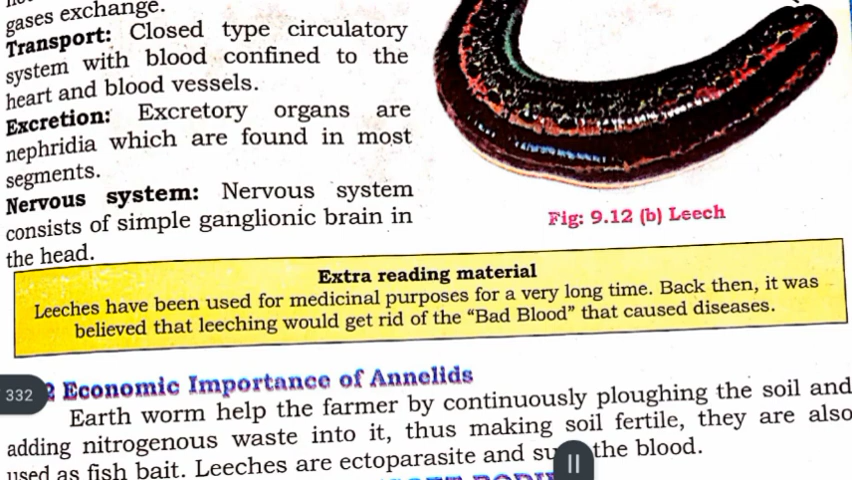 gases exchange.
Transport: Closed type circulatory
system with blood confined to the
heart and blood vessels.
Excretion: Excretory organs are
nephridia which are found in most
segments.
Nervous system: Nervous system
consists of simple ganglionic brain in
the head.
Fig: 9.12 (b) Leech
Extra reading material
Leeches have been used for medicinal purposes for a very long time. Back then, it was
believed that leeching would get rid of the “Bad Blood” that caused diseases.
332
2 Economic Importance of Annelids
Earth worm help the farmer by continuously ploughing the soil and
adding nitrogenous waste into it, thus making soil fertile, they are also
used as fish bait. Leeches are ectoparasite and the blood.